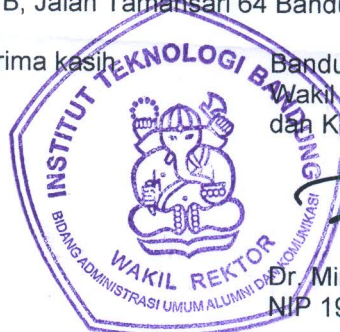 B, Jalan Tamansari 64 Bandu
rima kasih.
Bandu
Wakil
dan K
INSTITUT TEKNOLOGI BANDUNG
WAKIL REKTOR
BIDANG ADMINISTRASI UMUM ALUMNI DAN KOMUNIKASI
Dr. Mi
NIP 19